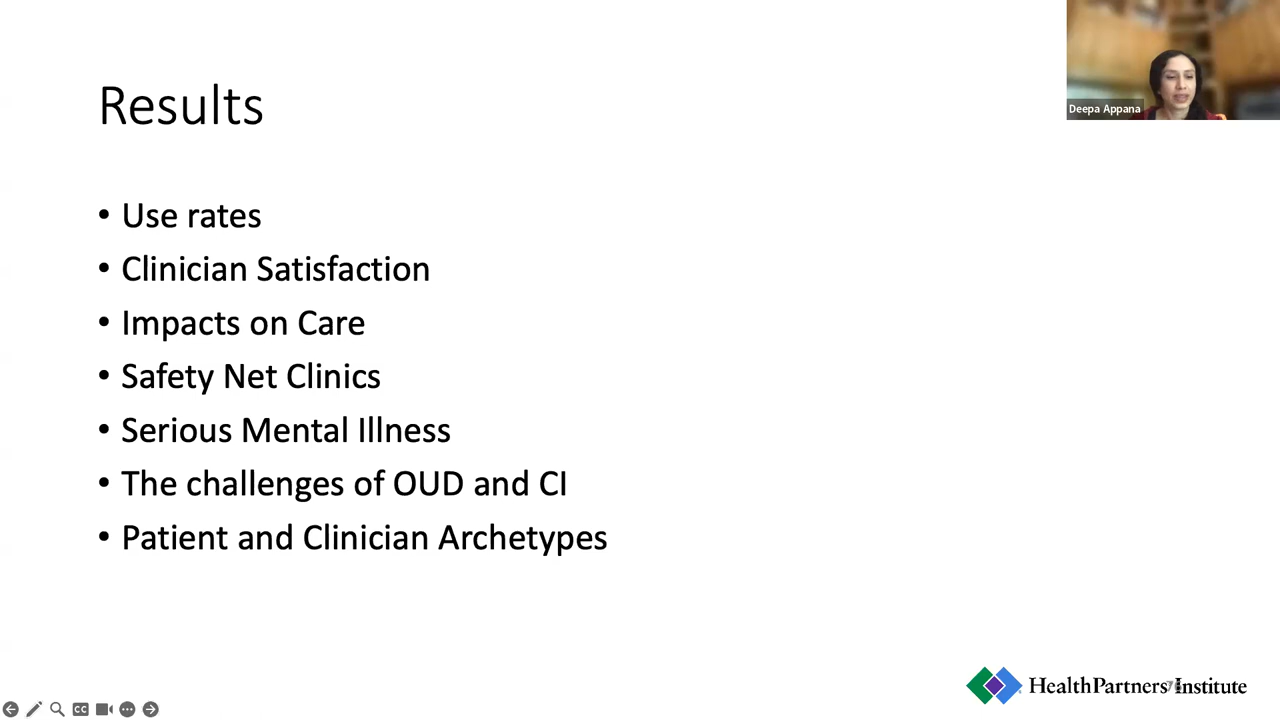 Results
Deepa Appana
• Use rates
• Clinician Satisfaction
• Impacts on Care
• Safety Net Clinics
• Serious Mental Illness
• The challenges of OUD and CI
• Patient and Clinician Archetypes
HealthPartners Institute
CC